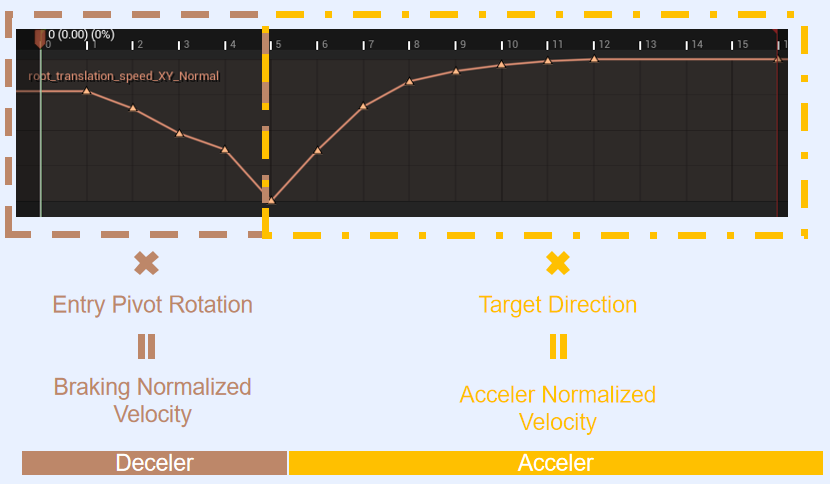 0 (0.00) (0%)
0 1 2 3 4 5 6 7 8 9 10 11 12 13 14 15 1
root_translation_speed_XY_Normal
Entry Pivot Rotation
Target Direction
Braking Normalized
Velocity
Acceler Normalized
Velocity
Deceler
Acceler